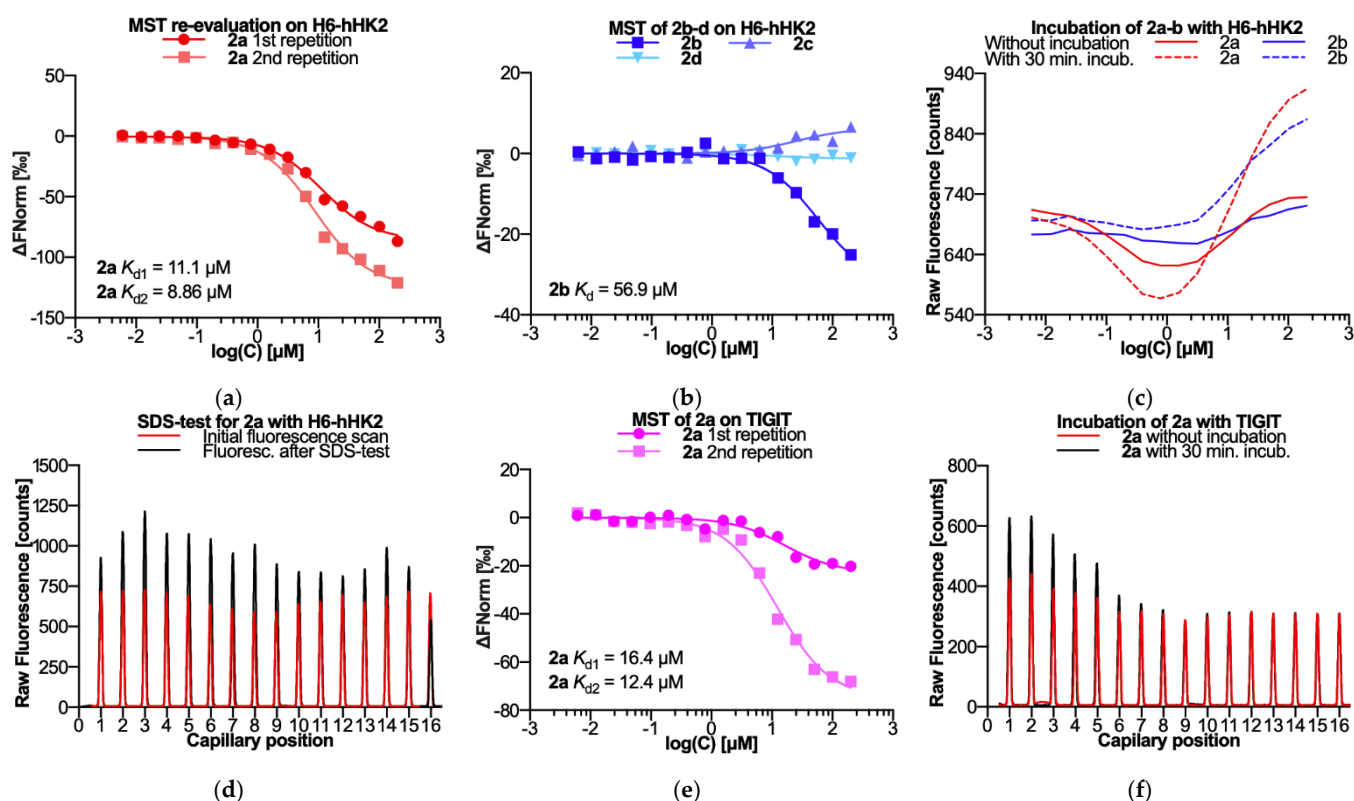 MST re-evaluation on H6-hHK2
2a 1st repetition
2a 2nd repetition
50
0
-50
-100
-150
ΔFNorm [‰]
2a Kd1 = 11.1 µM
2a Kd2 = 8.86 µM
-3 -2 -1 0 1 2 3
log(C) [µM]
(a)
MST of 2b-d on H6-hHK2
2b 2c
2d
20
0
-20
-40
ΔFNorm [‰]
2b Kd = 56.9 µM
-3 -2 -1 0 1 2 3
log(C) [µM]
(b)
Incubation of 2a-b with H6-hHK2
Without incubation 2a 2b
With 30 min. incub. 2a 2b
940
840
740
640
540
Raw Fluorescence [counts]
-3 -2 -1 0 1 2 3
log(C) [µM]
(c)
SDS-test for 2a with H6-hHK2
Initial fluorescence scan
Fluoresc. after SDS-test
1500
1250
1000
750
500
250
0
Raw Fluorescence [counts]
0 1 2 3 4 5 6 7 8 9 10 11 12 13 14 15 16
Capillary position
(d)
MST of 2a on TIGIT
2a 1st repetition
2a 2nd repetition
20
0
-20
-40
-60
-80
ΔFNorm [‰]
2a Kd1 = 16.4 µM
2a Kd2 = 12.4 µM
-3 -2 -1 0 1 2 3
log(C) [µM]
(e)
Incubation of 2a with TIGIT
2a without incubation
2a with 30 min. incub.
800
600
400
200
0
Raw Fluorescence [counts]
0 1 2 3 4 5 6 7 8 9 10 11 12 13 14 15 16
Capilary position
(f)